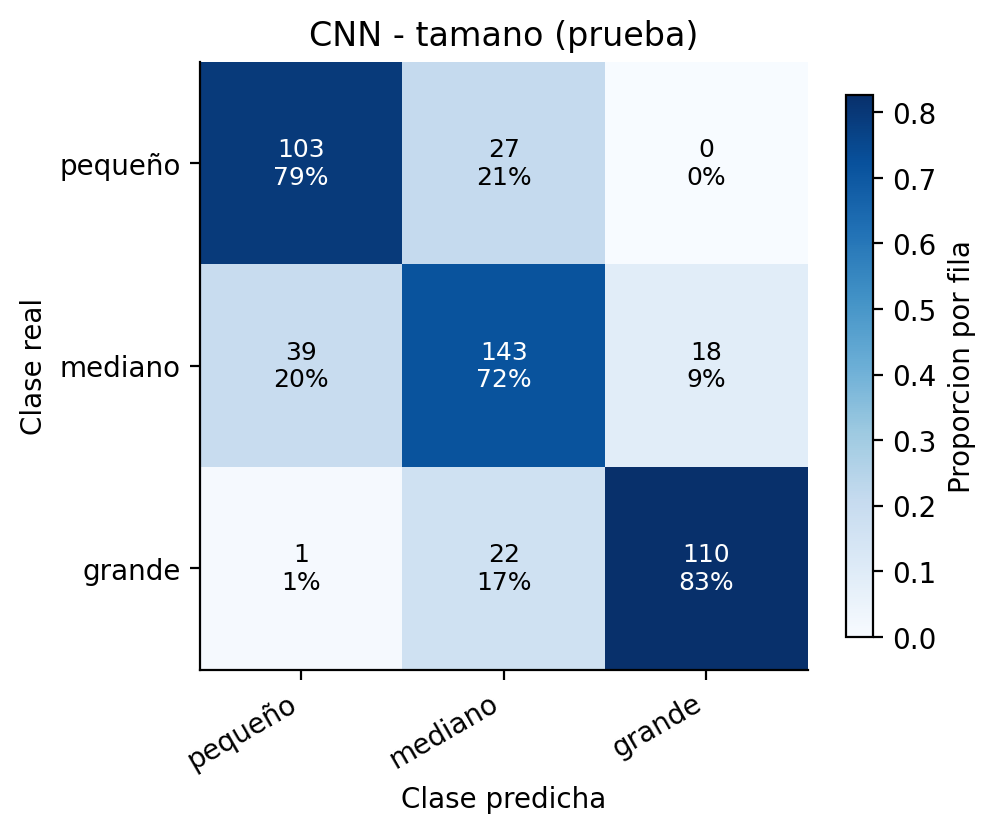 CNN - tamano (prueba)
pequeño
103
79%
27
21%
0
0%
mediano
39
20%
143
72%
18
9%
grande
1
1%
22
17%
110
83%
pequeño
mediano
grande
Clase predicha
Clase real
0.8
0.7
0.6
0.5
0.4
0.3
0.2
0.1
0.0
Proporcion por fila